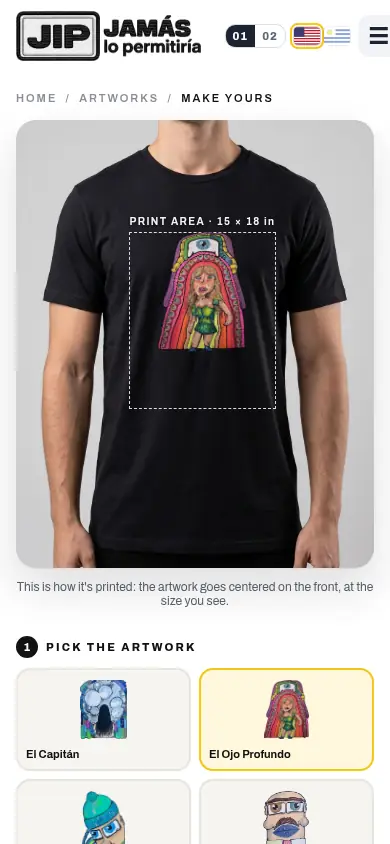 JIP JAMÁS
lo permitiría
01 02
HOME / ARTWORKS / MAKE YOURS
PRINT AREA · 15 × 18 in
This is how it's printed: the artwork goes centered on the front, at the
size you see.
1 PICK THE ARTWORK
El Capitán
El Ojo Profundo